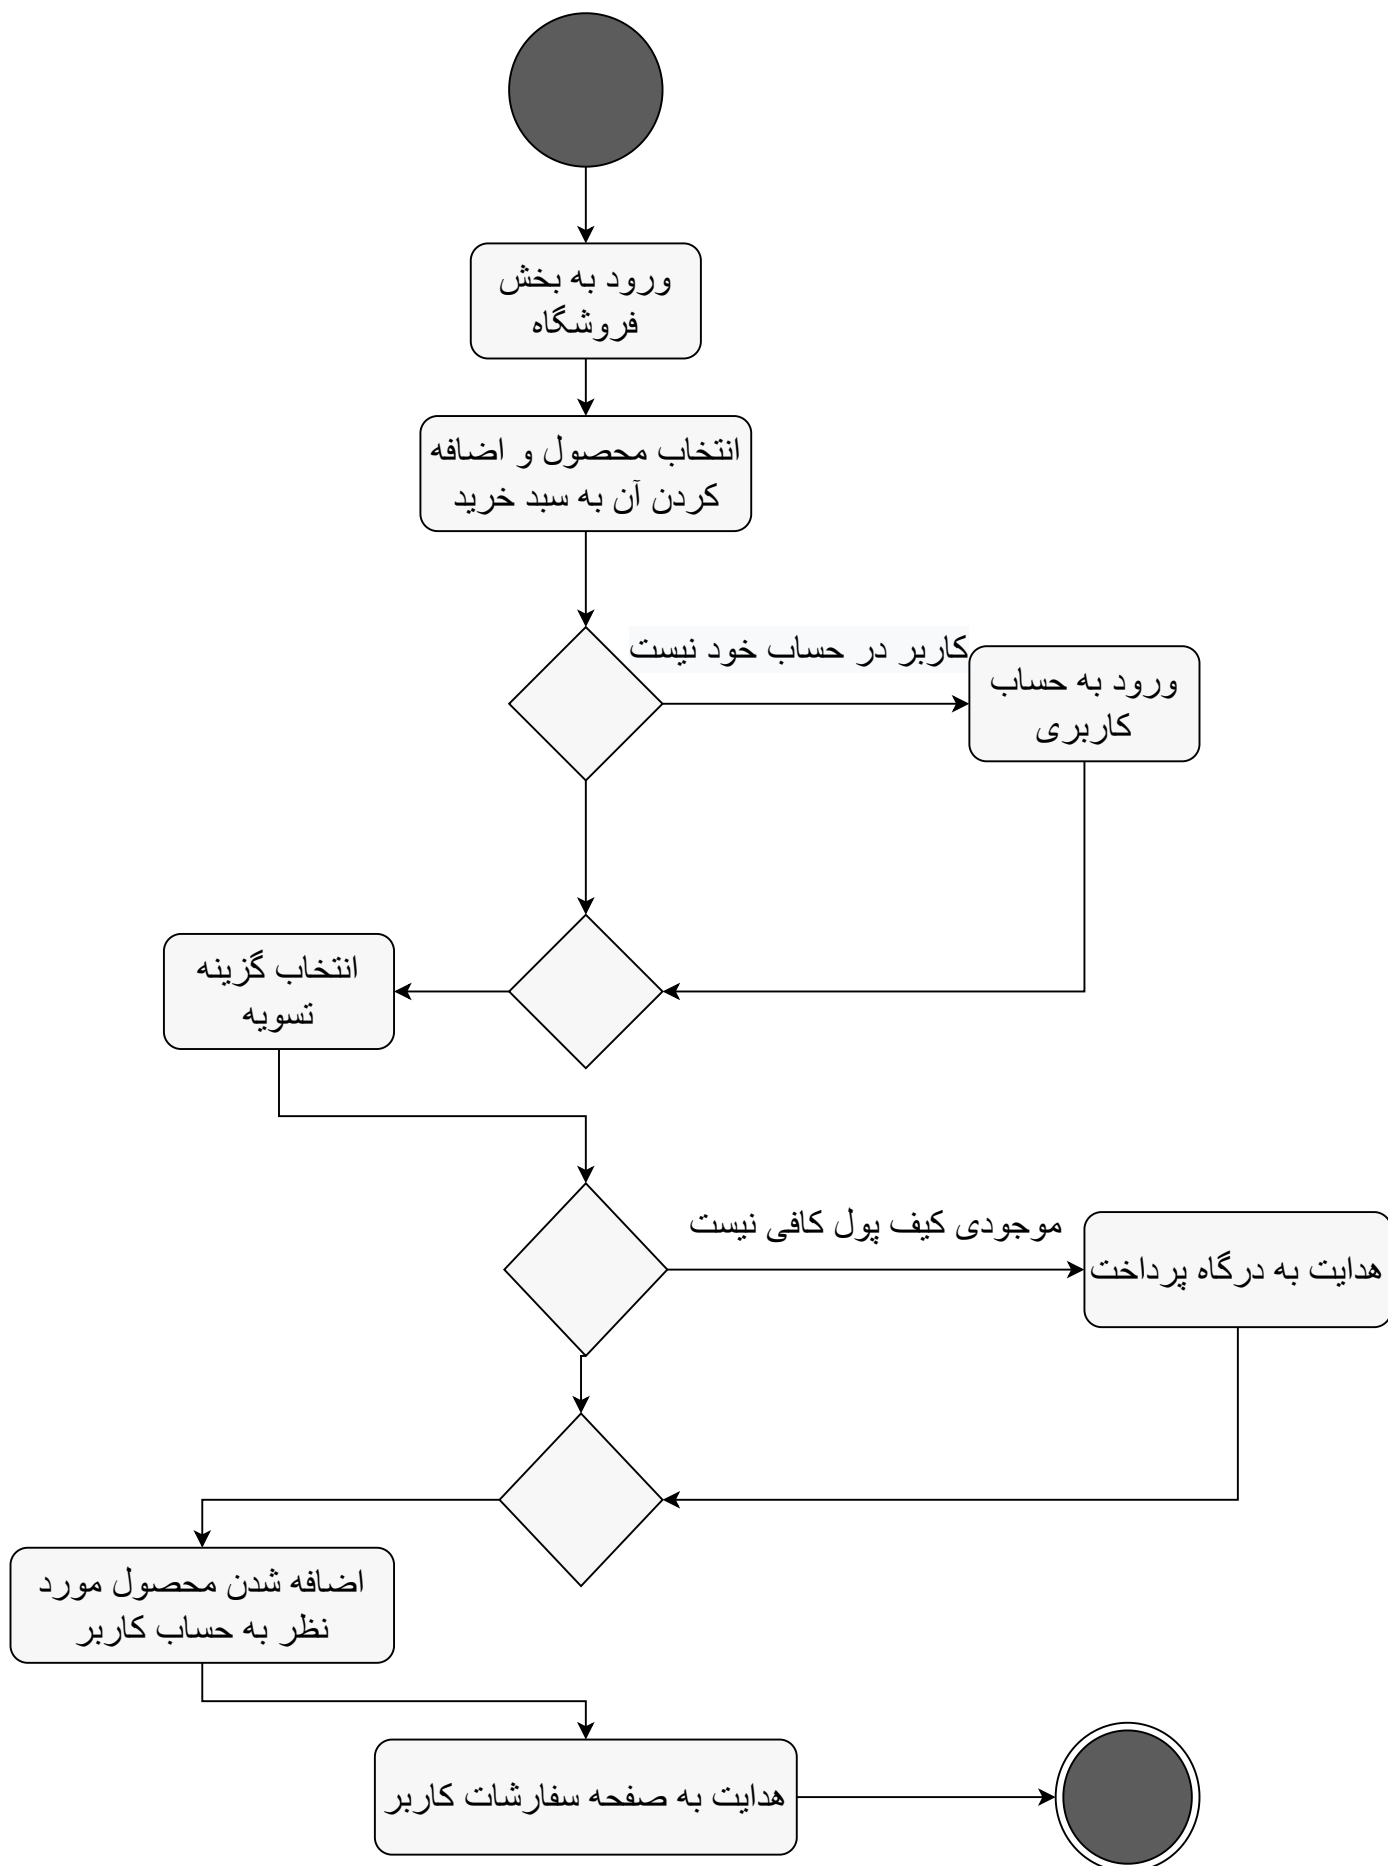 ورود به بخش
فروشگاه
انتخاب محصول و اضافه
کردن آن به سبد خرید
کاربر در حساب خود نیست
ورود به حساب
کاربری
انتخاب گزینه
تسویه
موجودی کیف پول کافی نیست
هدایت به درگاه پرداخت
اضافه شدن محصول مورد
نظر به حساب کاربر
هدایت به صفحه سفارشات کاربر